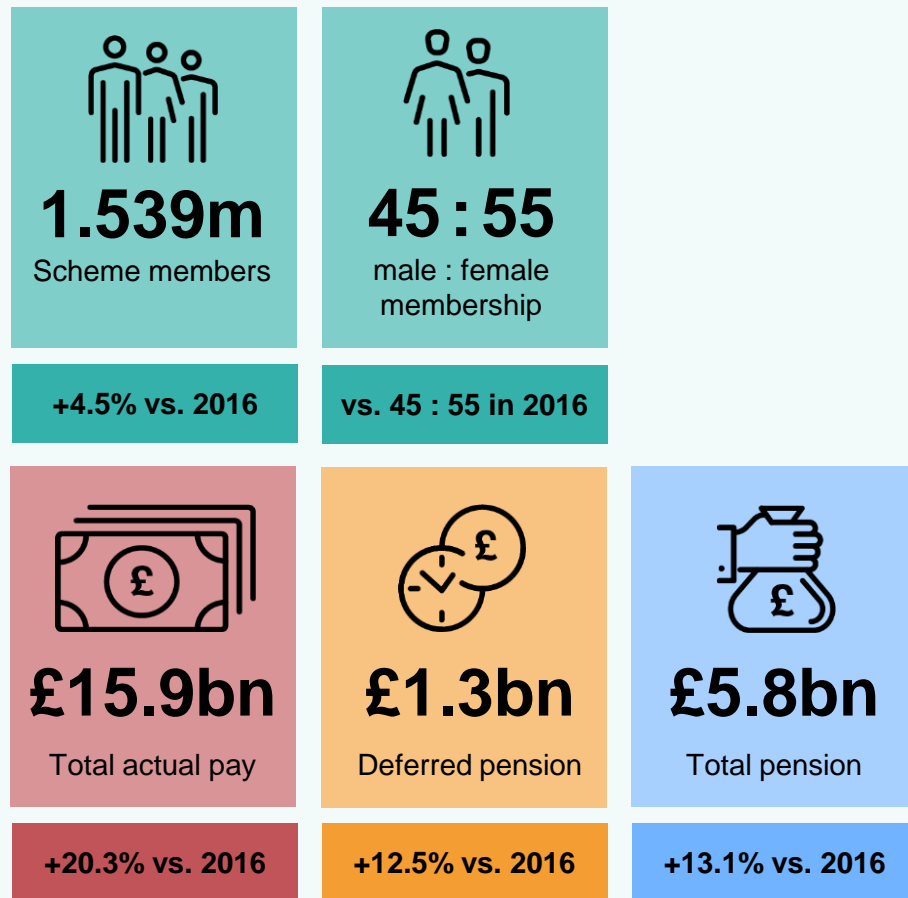 1.539m
Scheme members
+4.5% vs. 2016
45 : 55
male : female
membership
vs. 45 : 55 in 2016
£
£15.9bn
Total actual pay
+20.3% vs. 2016
£
£1.3bn
Deferred pension
+12.5% vs. 2016
£
£5.8bn
Total pension
+13.1% vs. 2016